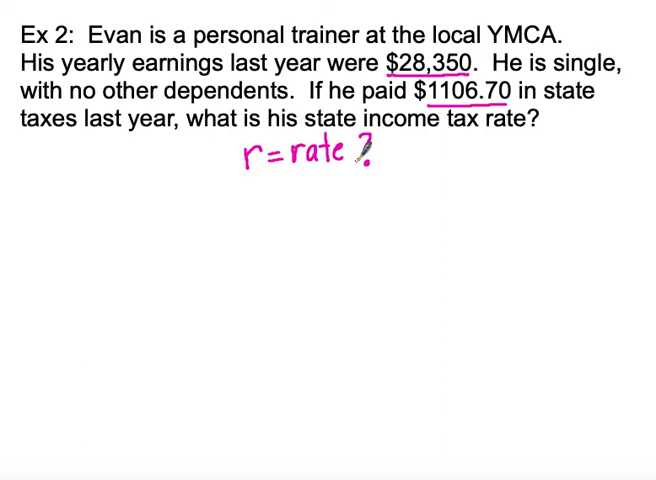 Ex 2: Evan is a personal trainer at the local YMCA.
His yearly earnings last year were $28,350. He is single,
with no other dependents. If he paid $1106.70 in state
taxes last year, what is his state income tax rate?
r=rate?